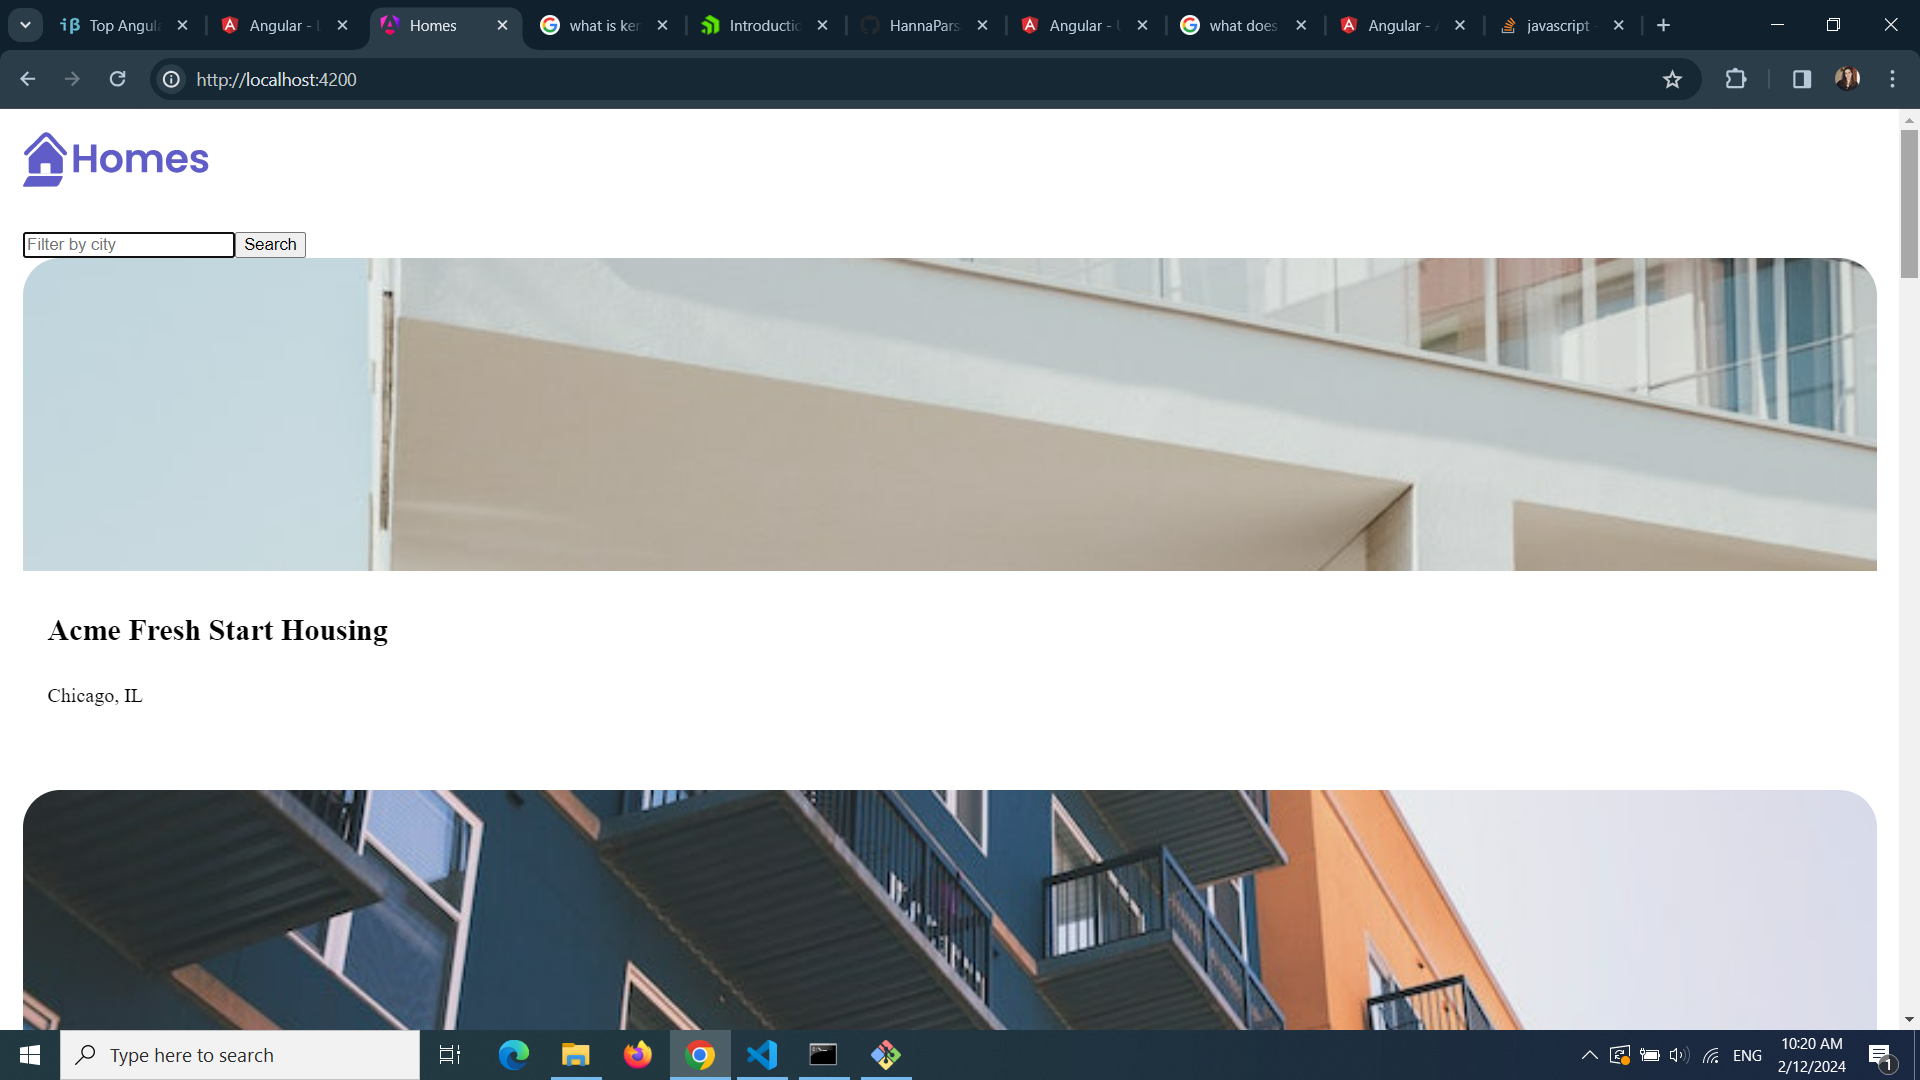 Top Angula
Angular - L
Homes
what is ker
Introductio
HannaPars
Angular - U
what does
Angular - A
javascript -
http://localhost:4200
Homes
Filter by city
Search
Acme Fresh Start Housing
Chicago, IL
Type here to search
ENG
10:20 AM
2/12/2024
1